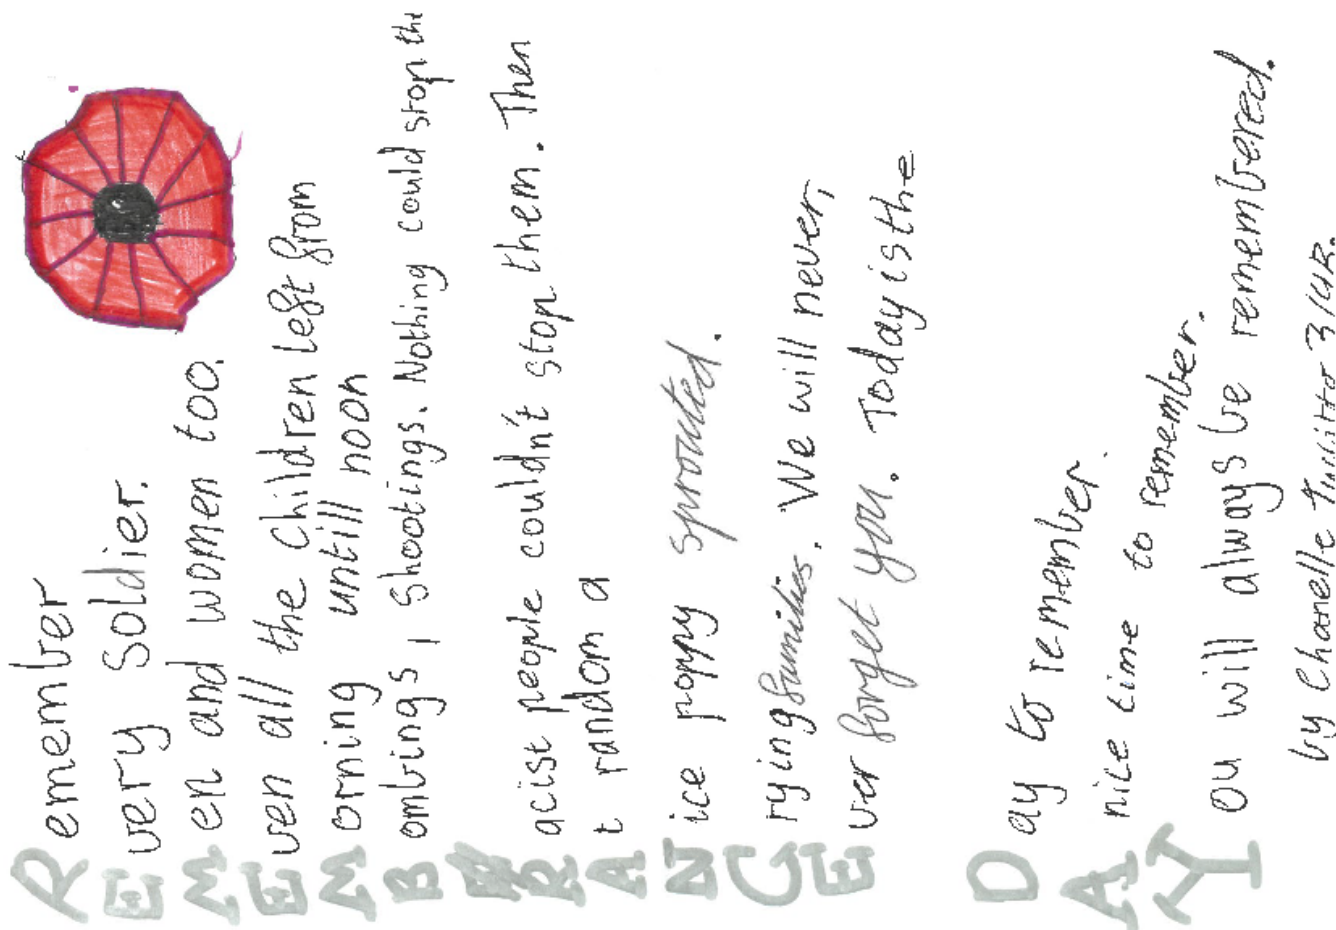 Remember
Every soldier.
Men and women too.
Even all the children left from
Morning untill noon
Bombings, shootings. Nothing could stop the
Racist people couldn't stop them. Then
At random a
Nice poppy sprouted.
Crying families. We will never,
Ever forget you. Today is the
Day to remember.
A nice time to remember.
You will always be remembered.
by Chanelle 3/4R.